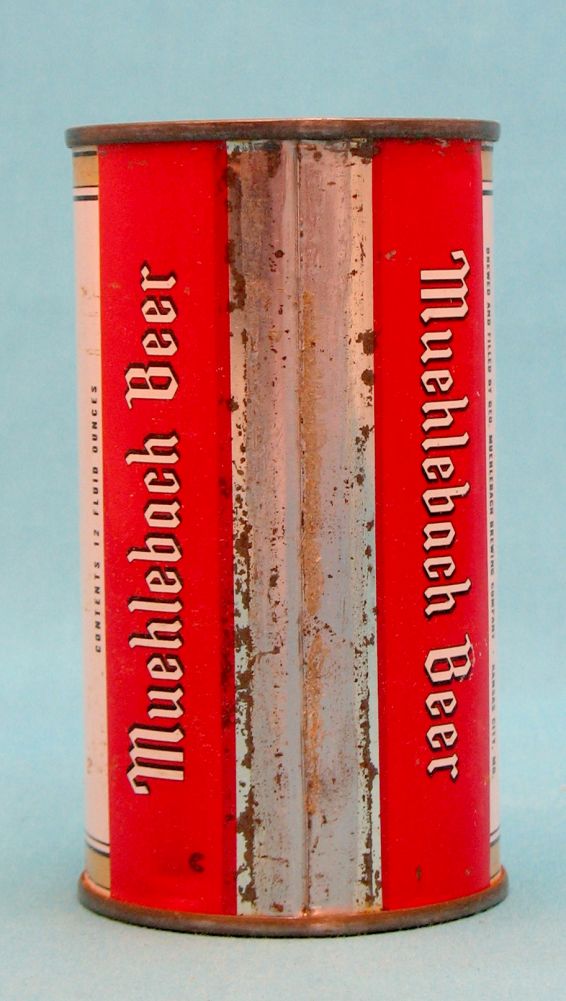 CONTENTS 12 FLUID OUNCES
Muehlebach Beer
Muehlebach Beer
BREWED AND FILLED BY GEO. MUEHLEBACH BREWING COMPANY · KANSAS CITY, MO.